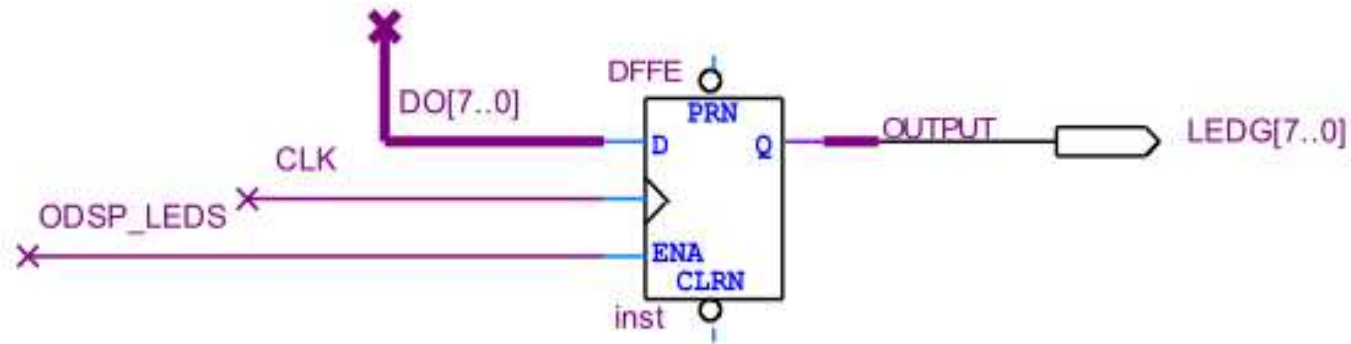 DFFE
PRN
DO[7..0]
D
Q
OUTPUT
LEDG[7..0]
CLK
ODSP_LEDS
ENA
CLRN
inst